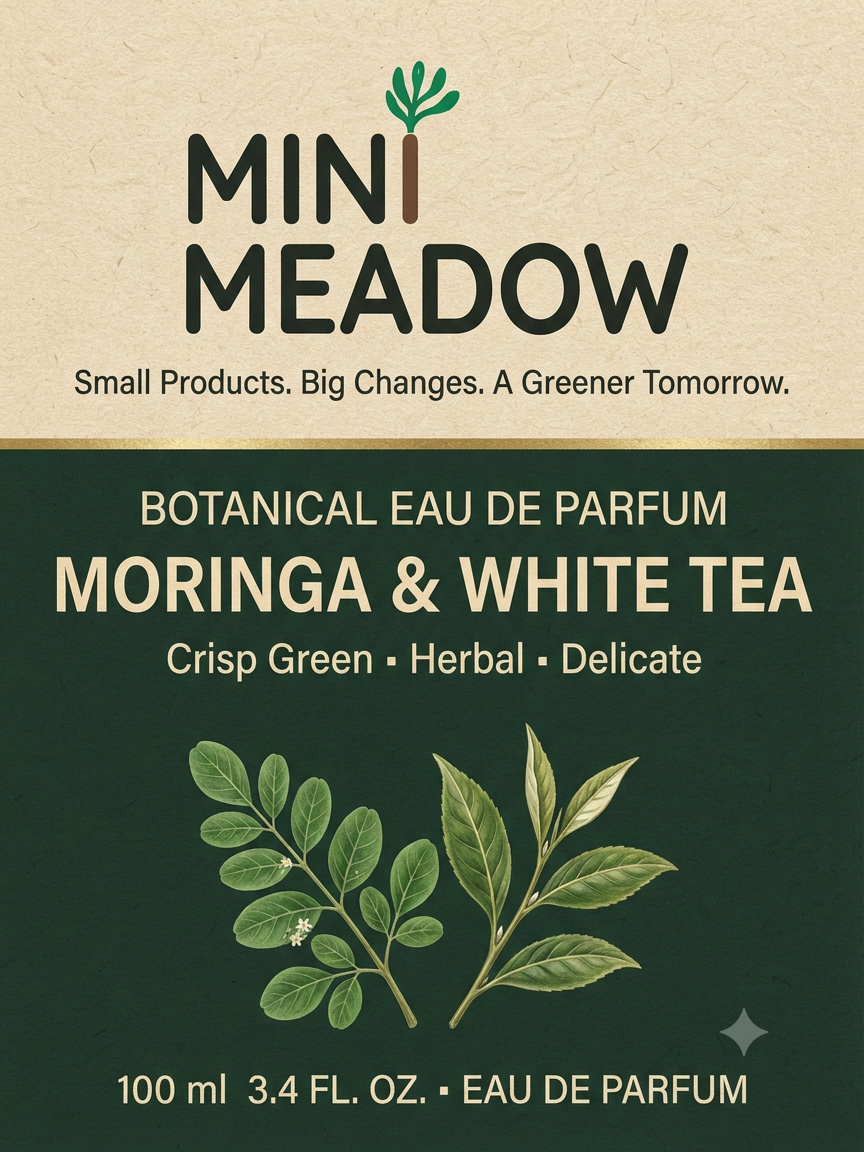 MINI
MEADOW
Small Products. Big Changes. A Greener Tomorrow.
BOTANICAL EAU DE PARFUM
MORINGA & WHITE TEA
Crisp Green ▪ Herbal ▪ Delicate
100 ml 3.4 FL. OZ. ▪ EAU DE PARFUM